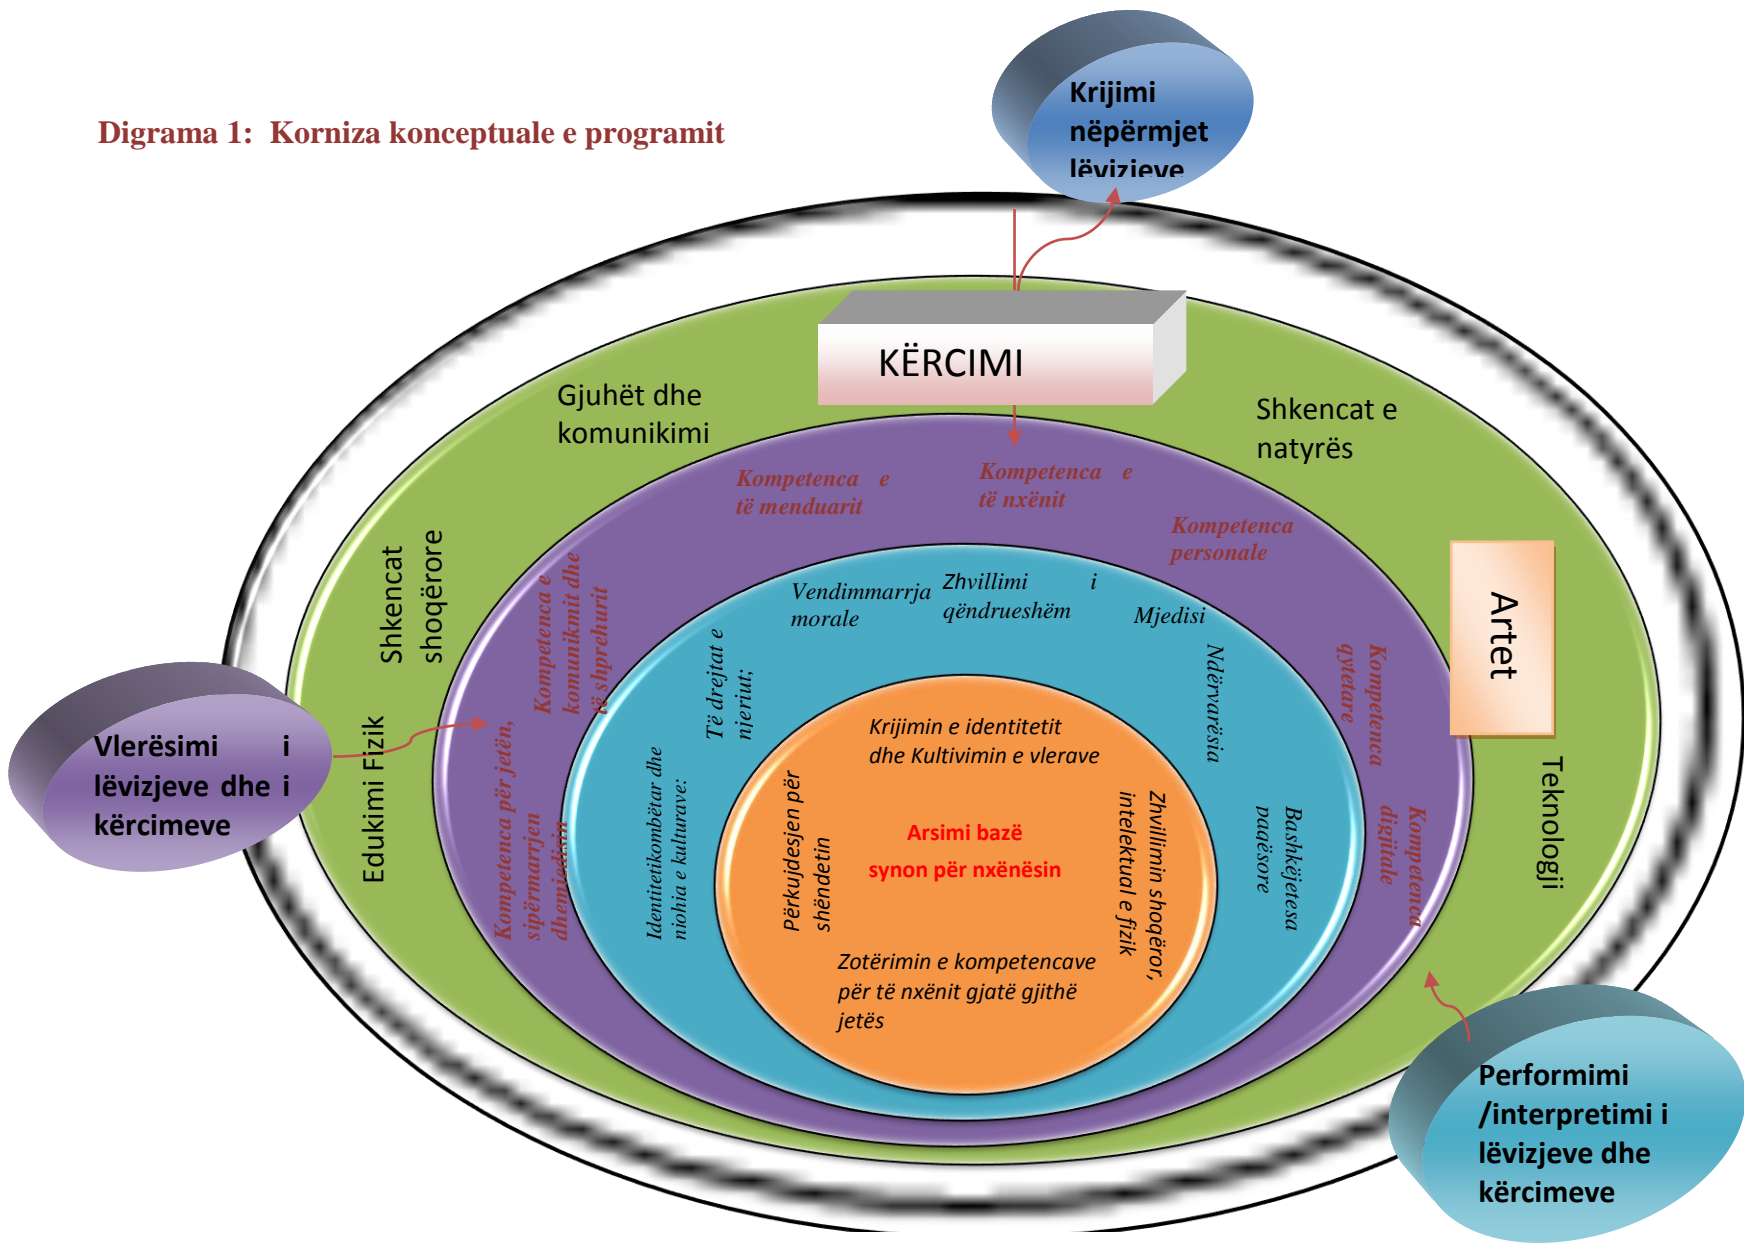 Krijimi
nëpërmjet
lëvizjeve
Digrama 1: Korniza konceptuale e programit
KËRCIMI
Gjuhët dhe
komunikimi
Shkencat e
natyrës
Kompetenca e
të menduarit
Kompetenca e
të nxënit
Kompetenca
personale
Shkencat
shoqërore
Kompetenca e
komunikmit dhe
të shprehurit
Vendimmarrja
morale
Zhvillimi i
qëndrueshëm
Mjedisi
Artet
Të drejtat e
njeriut;
Ndërvarësia
Kompetenca
qytetare
Krijimin e identitetit
dhe Kultivimin e vlerave
Vlerësimi i
lëvizjeve dhe i
kërcimeve
Edukimi Fizik
Kompetenca për jetën,
sipërmarrjen
dhemjedisin
Identitetikombëtar dhe
njohja e kulturave:
Përkujdesjen për
shëndetin
Arsimi bazë
synon për nxënësin
Zhvillimin shoqëror,
intelektual e fizik
Bashkëjetesa
paqësore
Kompetenca
digjitale
Teknologji
Zotërimin e kompetencave
për të nxënit gjatë gjithë
jetës
Performimi
/interpretimi i
lëvizjeve dhe
kërcimeve